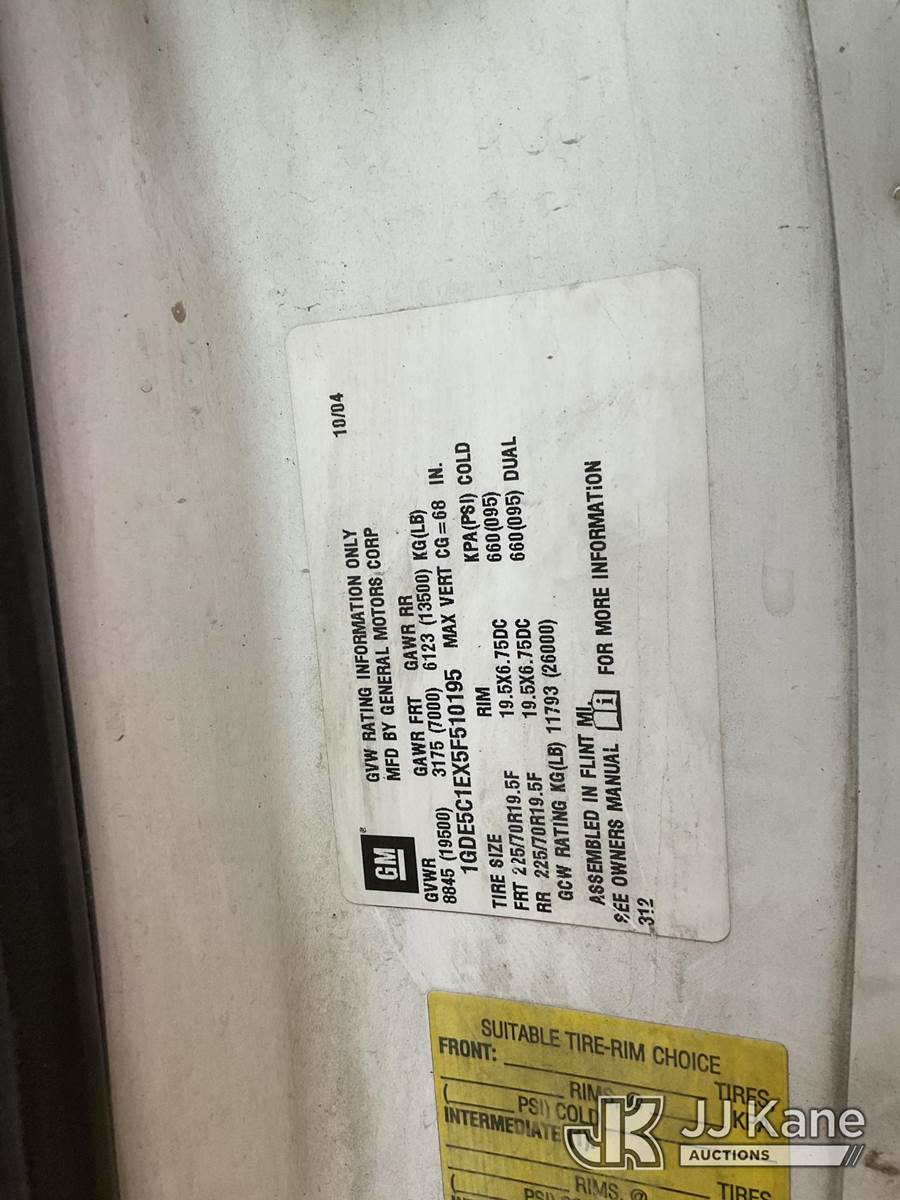 10/04
GM
®
GVW RATING INFORMATION ONLY
MFD BY GENERAL MOTORS CORP
GVWR GAWR FRT GAWR RR
8845 (19500) 3175 (7000) 6123 (13500) KG(LB)
1GDE5C1EX5F510195 MAX VERT CG=68 IN.
TIRE SIZE RIM KPA(PSI) COLD
FRT 225/70R19.5F 19.5X6.75DC 660(095)
RR 225/70R19.5F 19.5X6.75DC 660(095) DUAL
GCW RATING KG(LB) 11793 (26000)
ASSEMBLED IN FLINT MI.
SEE OWNERS MANUAL FOR MORE INFORMATION
312
SUITABLE TIRE-RIM CHOICE
FRONT: TIRES
( RIMS, @ KPA
( PSI) COLD
INTERMEDIATE
TIRES
( RIMS, @
PSI)
JK JJKane
AUCTIONS